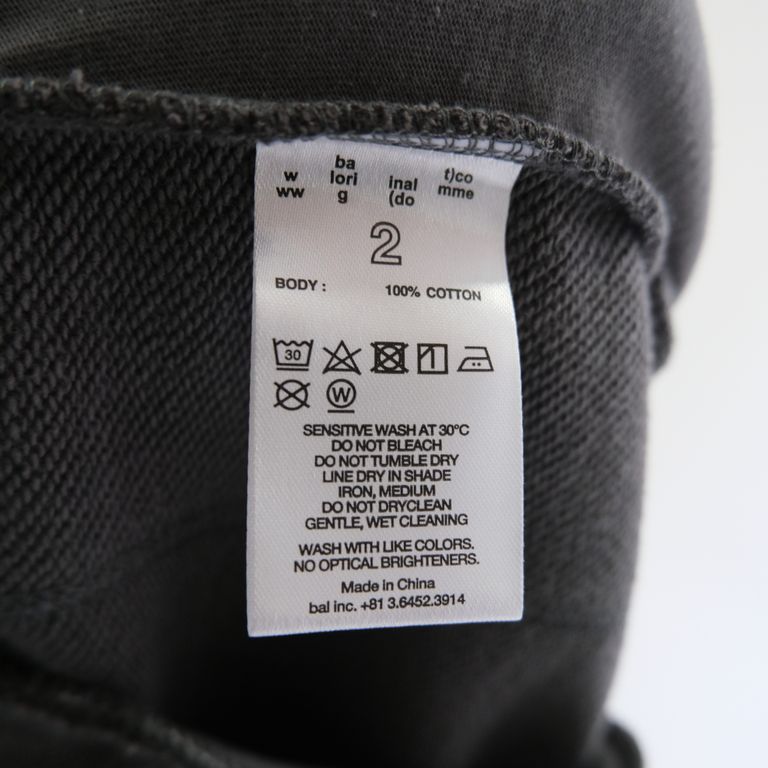 w ba lori g inal (do t)co mme
ww
2
BODY : 100% COTTON
30
W
SENSITIVE WASH AT 30°C
DO NOT BLEACH
DO NOT TUMBLE DRY
LINE DRY IN SHADE
IRON, MEDIUM
DO NOT DRYCLEAN
GENTLE, WET CLEANING
WASH WITH LIKE COLORS.
NO OPTICAL BRIGHTENERS.
Made in China
bal inc. +81 3.6452.3914